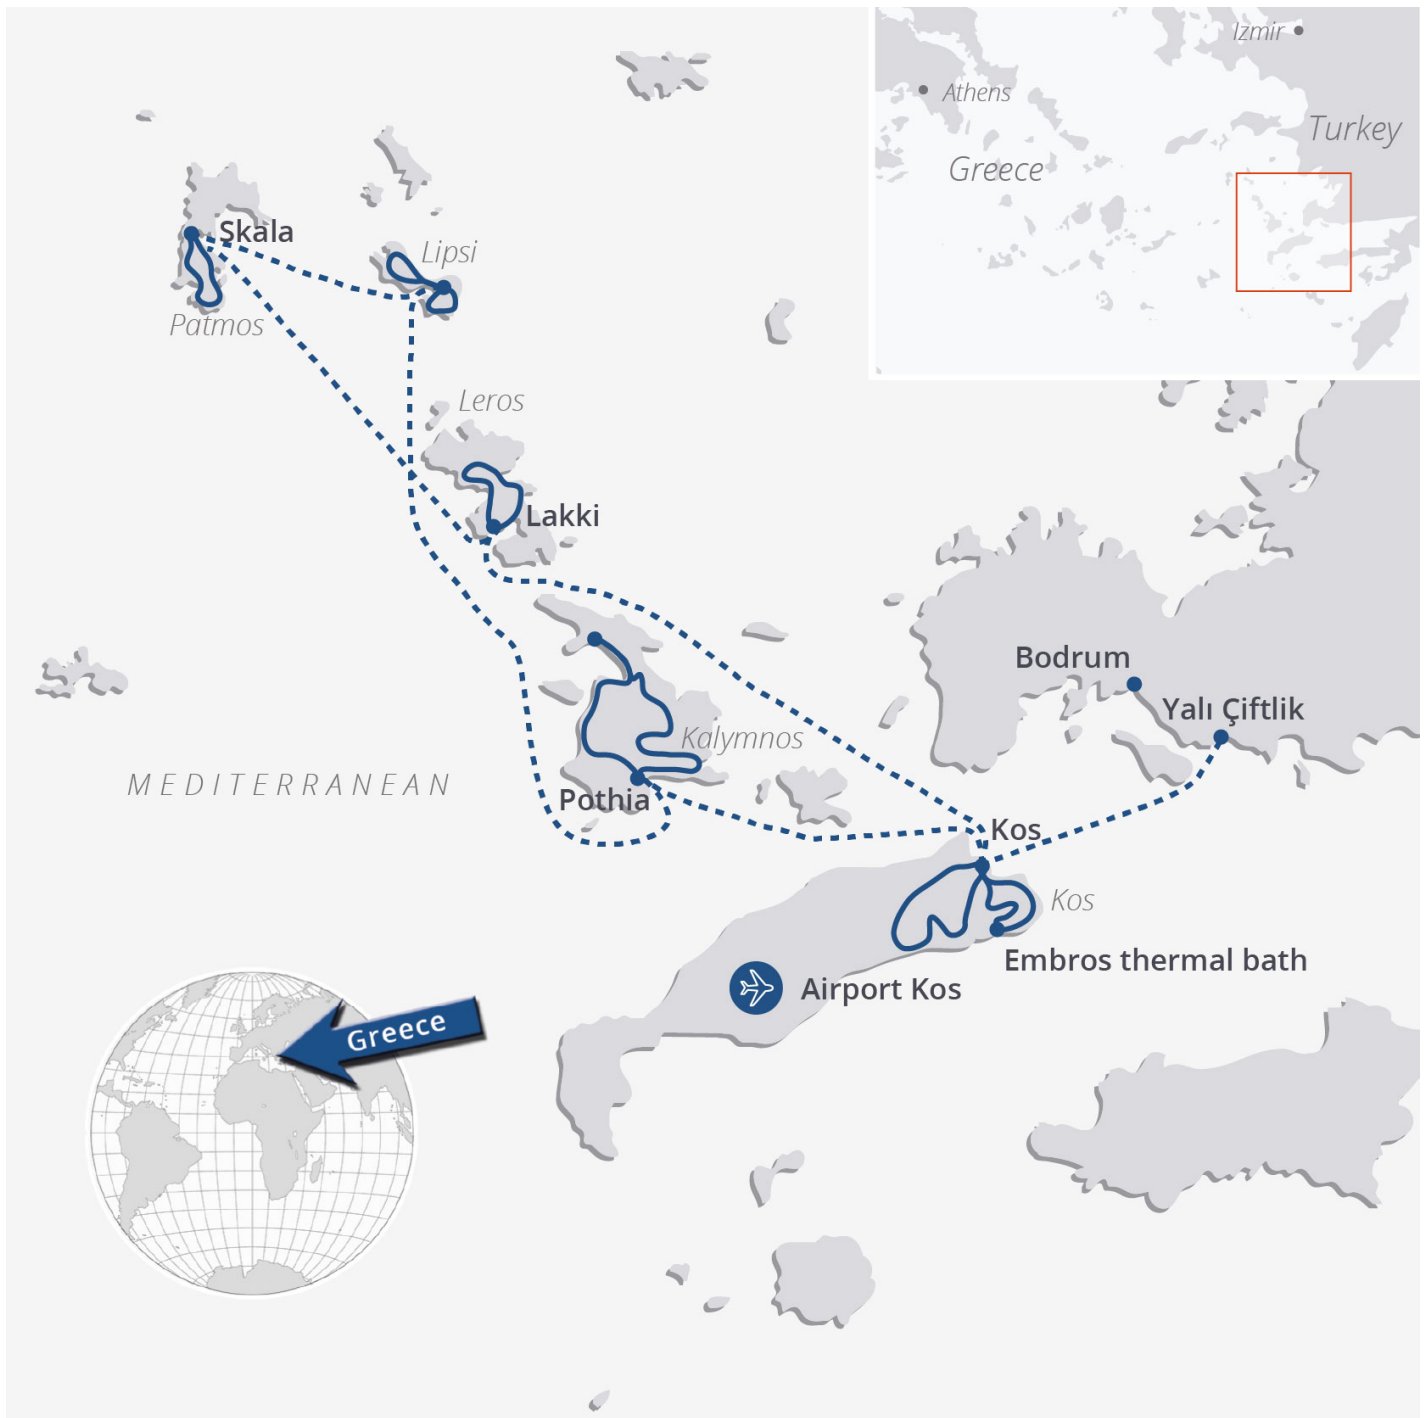 Izmir
Athens
Turkey
Greece
Skala
Lipsi
Patmos
Leros
Lakki
Bodrum
Yalı Çiftlik
Kalymnos
MEDITERRANEAN
Pothia
Kos
Kos
Embros thermal bath
Airport Kos
Greece